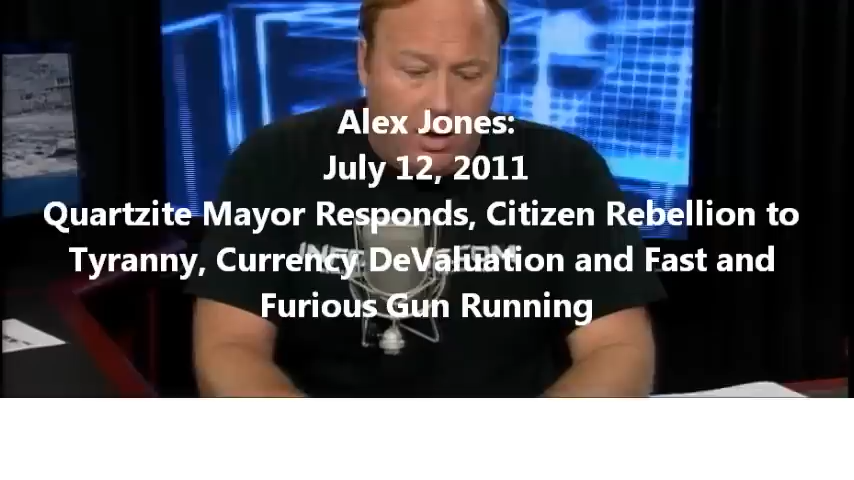 Alex Jones:
July 12, 2011
Quartzite Mayor Responds, Citizen Rebellion to
Tyranny, Currency DeValuation and Fast and
Furious Gun Running